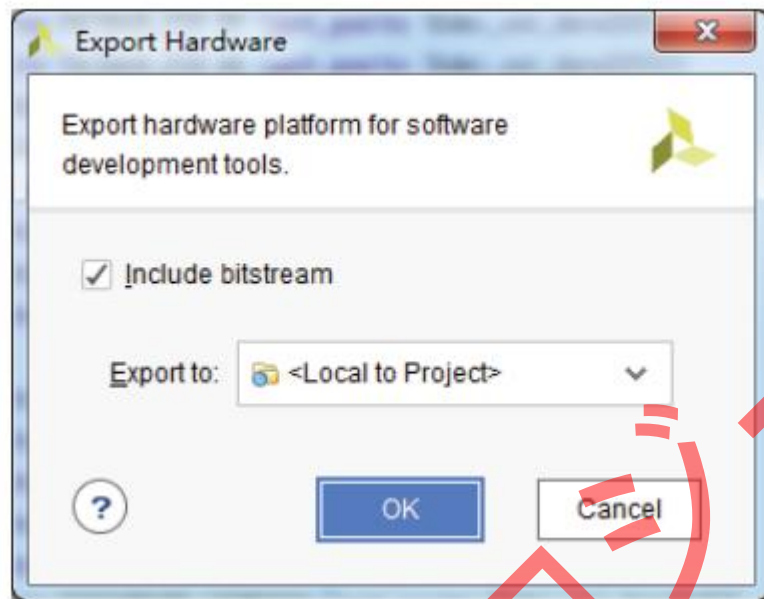 Export Hardware
Export hardware platform for software
development tools.
Include bitstream
Export to: <Local to Project>
?
OK
Cancel